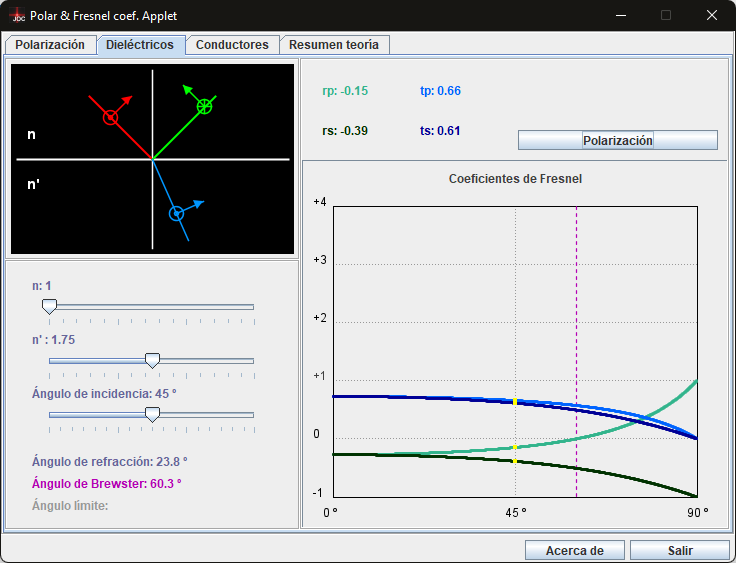 JDC Polar & Fresnel coef. Applet
Polarización Dieléctricos Conductores Resumen teoría
n
n'
rp: -0.15 tp: 0.66
rs: -0.39 ts: 0.61
Polarización
n: 1
n' : 1.75
Ángulo de incidencia: 45 º
Ángulo de refracción: 23.8 º
Ángulo de Brewster: 60.3 º
Ángulo límite:
Coeficientes de Fresnel
+4
+3
+2
+1
0
-1
0 º 45 º 90 º
Acerca de Salir